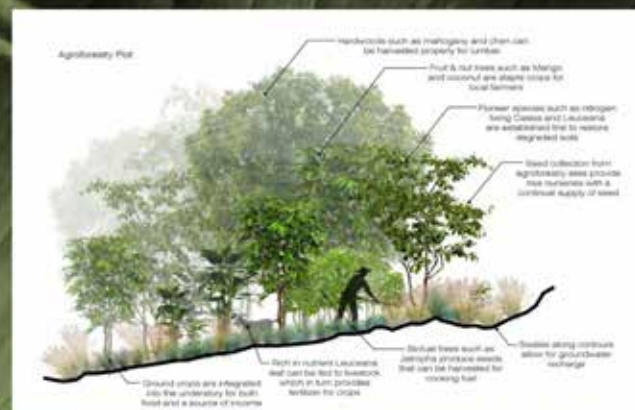 Agroforestry Plot
Hardwoods such as mahogany and chen can
be harvested properly for lumber
Fruit & nut trees such as Mango
and coconut are staple crops for
local farmers
Pioneer species such as nitrogen
fixing Cassia and Leuceana
are established first to restore
degraded soils
Seed collection from
agroforestry sites provide
tree nurseries with a
continual supply of seed
Swales along contours
allow for groundwater
recharge
Biofuel trees such as
Jatropha produce seeds
that can be harvested for
cooking fuel
Rich in nutrient Leuceana
leaf can be fed to livestock
which in turn provides
fertilizer for crops
Ground crops are integrated
into the understory for both
food and a source of income